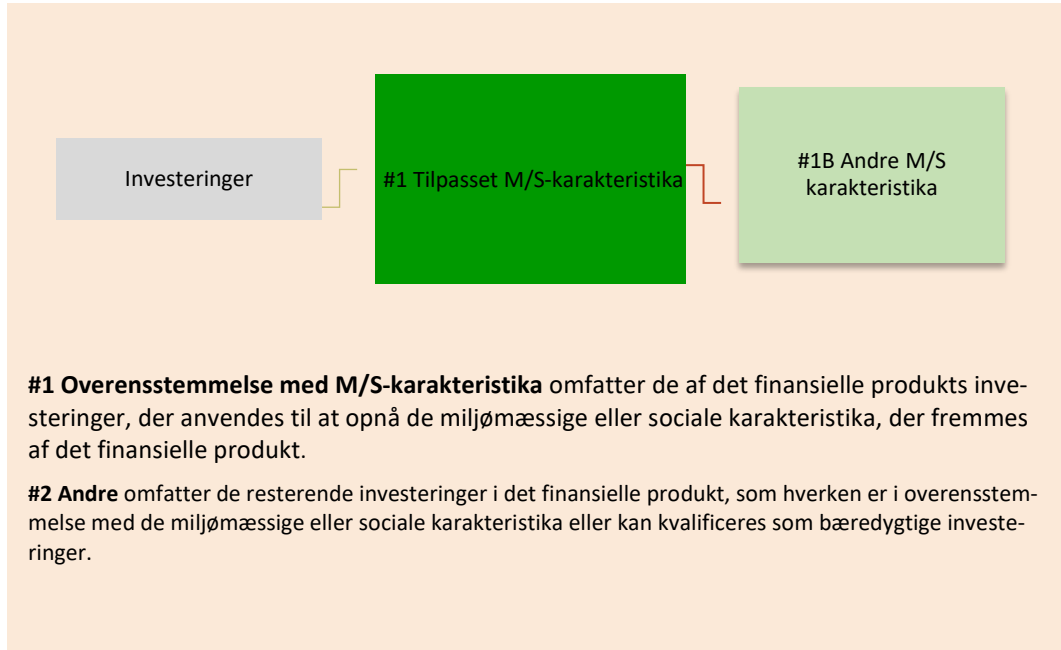 Investeringer
#1 Tilpasset M/S-karakteristika
#1B Andre M/S
karakteristika
#1 Overensstemmelse med M/S-karakteristika omfatter de af det finansielle produkts inve-
steringer, der anvendes til at opnå de miljømæssige eller sociale karakteristika, der fremmes
af det finansielle produkt.
#2 Andre omfatter de resterende investeringer i det finansielle produkt, som hverken er i overensstem-
melse med de miljømæssige eller sociale karakteristika eller kan kvalificeres som bæredygtige investe-
ringer.